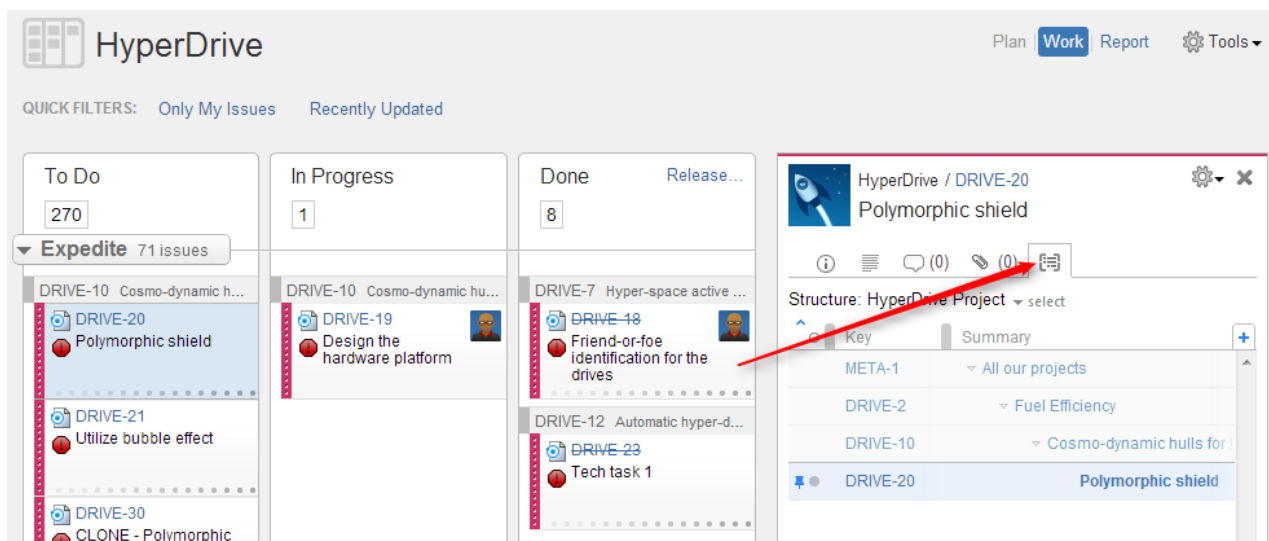 HyperDrive
Plan Work Report Tools
QUICK FILTERS: Only My Issues Recently Updated
To Do
270
In Progress
1
Done Release...
8
Expedite 71 issues
DRIVE-10 Cosmo-dynamic h...
DRIVE-20
Polymorphic shield
DRIVE-21
Utilize bubble effect
DRIVE-30
CLONE - Polymorphic
DRIVE-10 Cosmo-dynamic hu...
DRIVE-19
Design the
hardware platform
DRIVE-7 Hyper-space active ...
DRIVE-18
Friend-or-foe
identification for the
drives
DRIVE-12 Automatic hyper-d...
DRIVE-23
Tech task 1
HyperDrive / DRIVE-20
Polymorphic shield
(0) (0)
Structure: HyperDrive Project select
Key Summary
META-1 All our projects
DRIVE-2 Fuel Efficiency
DRIVE-10 Cosmo-dynamic hulls for
DRIVE-20 Polymorphic shield